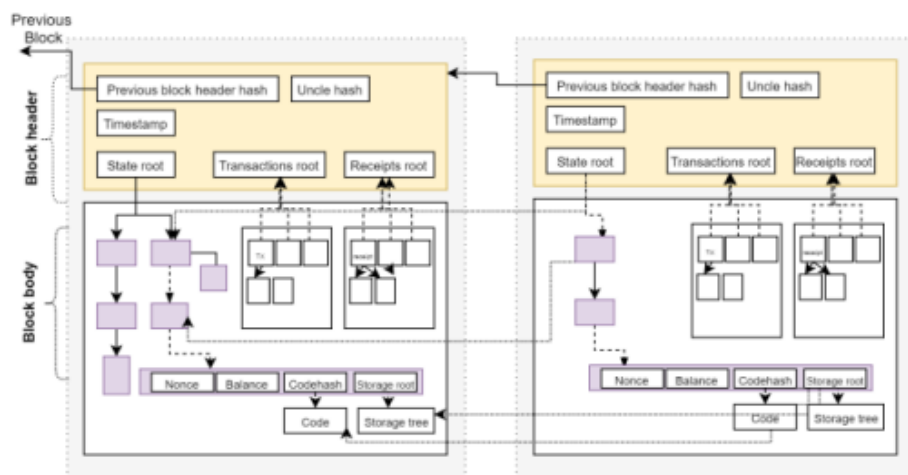 Previous
Block
Block header
Previous block header hash
Uncle hash
Timestamp
State root
Transactions root
Receipts root
Block body
Tx
receipt
Nonce
Balance
Codehash
Storage root
Code
Storage tree
Previous block header hash
Uncle hash
Timestamp
State root
Transactions root
Receipts root
Tx
receipt
Nonce
Balance
Codehash
Storage root
Code
Storage tree